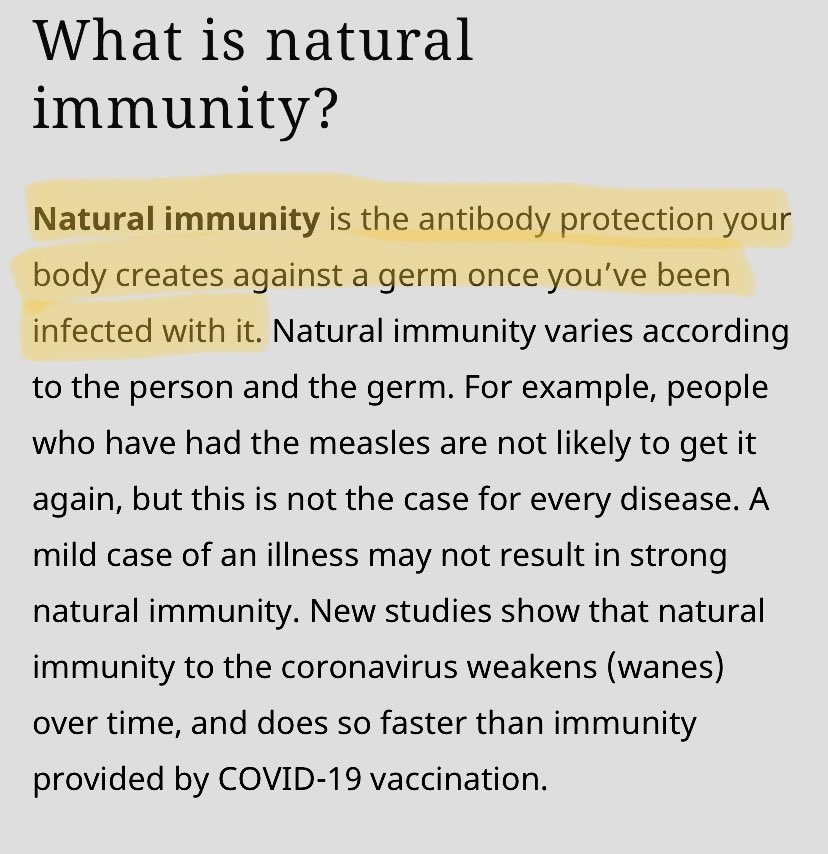 What is natural
immunity?
Natural immunity is the antibody protection your
body creates against a germ once you’ve been
infected with it. Natural immunity varies according
to the person and the germ. For example, people
who have had the measles are not likely to get it
again, but this is not the case for every disease. A
mild case of an illness may not result in strong
natural immunity. New studies show that natural
immunity to the coronavirus weakens (wanes)
over time, and does so faster than immunity
provided by COVID-19 vaccination.